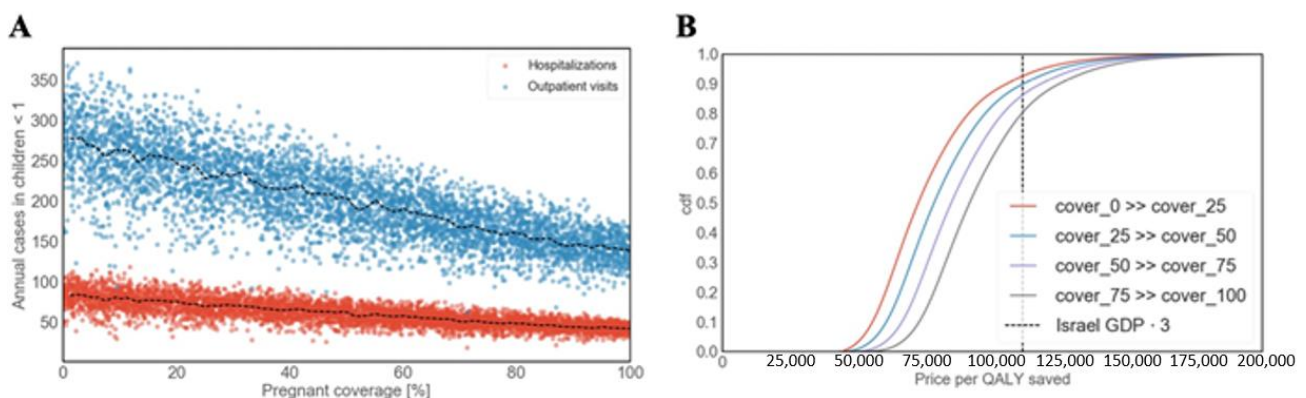 A
Annual cases in children < 1
350
300
250
200
150
100
50
Hospitalizations
Outpatient visits
0 20 40 60 80 100
Pregnant coverage [%]
B
cdf
1.0
0.9
0.8
0.7
0.6
0.5
0.4
0.3
0.2
0.1
0.0
cover_0 >> cover_25
cover_25 >> cover_50
cover_50 >> cover_75
cover_75 >> cover_100
Israel GDP · 3
0 25,000 50,000 75,000 100,000 125,000 150,000 175,000 200,000
Price per QALY saved